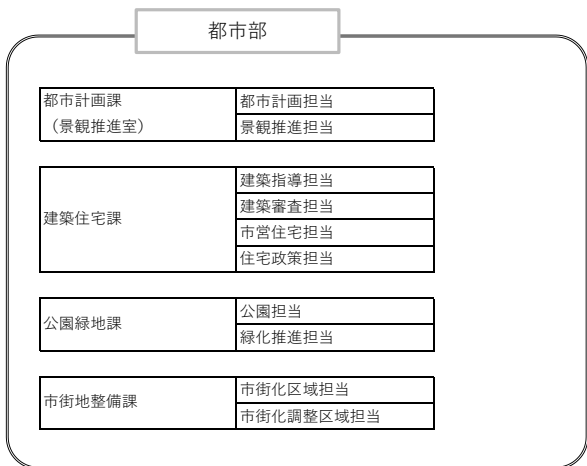 都市部
都市計画課
（景観推進室）
都市計画担当
景観推進担当
建築住宅課
建築指導担当
建築審査担当
市営住宅担当
住宅政策担当
公園緑地課
公園担当
緑化推進担当
市街地整備課
市街化区域担当
市街化調整区域担当